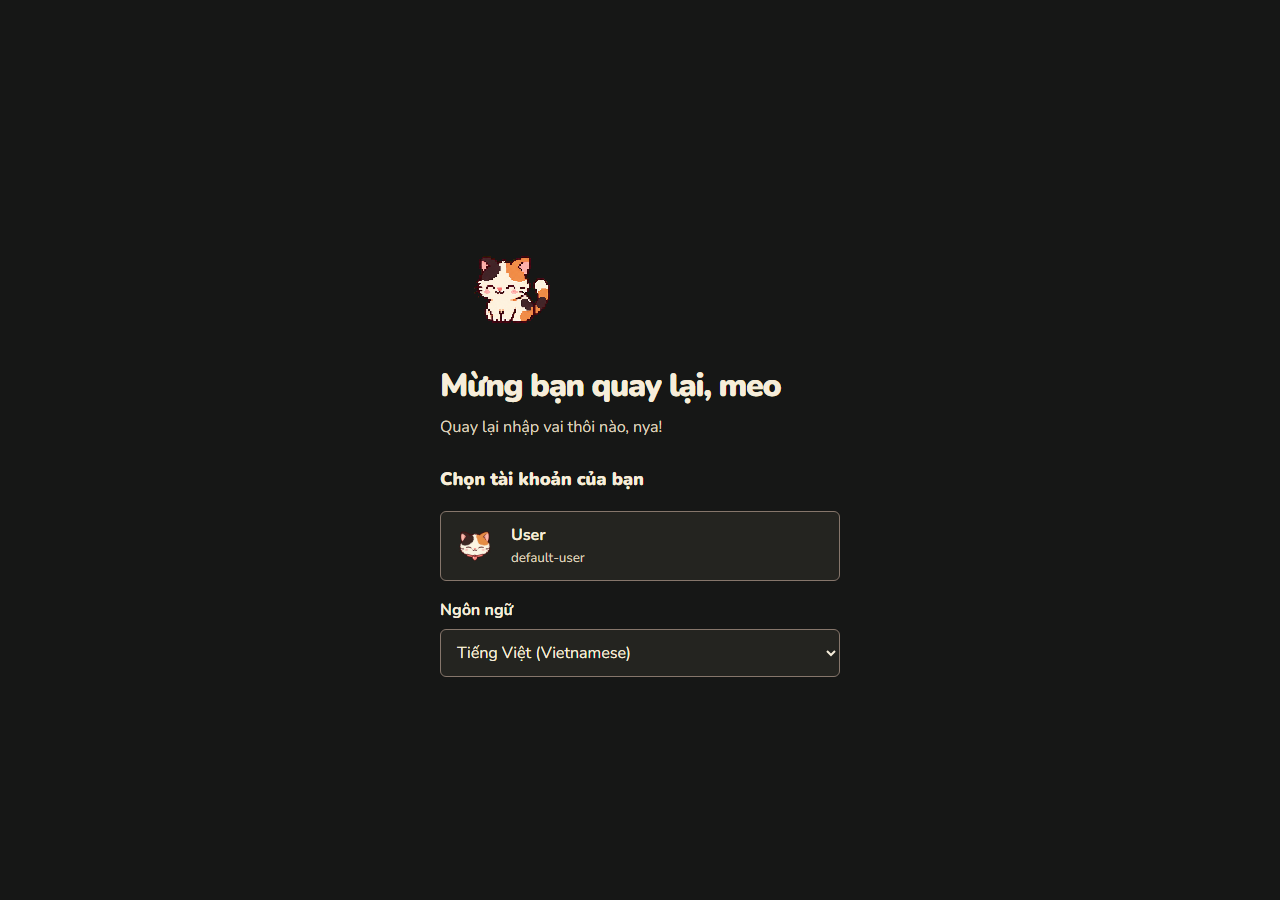 Mừng bạn quay lại, meo
Quay lại nhập vai thôi nào, nya!
Chọn tài khoản của bạn
User
default-user
Ngôn ngữ
Tiếng Việt (Vietnamese)